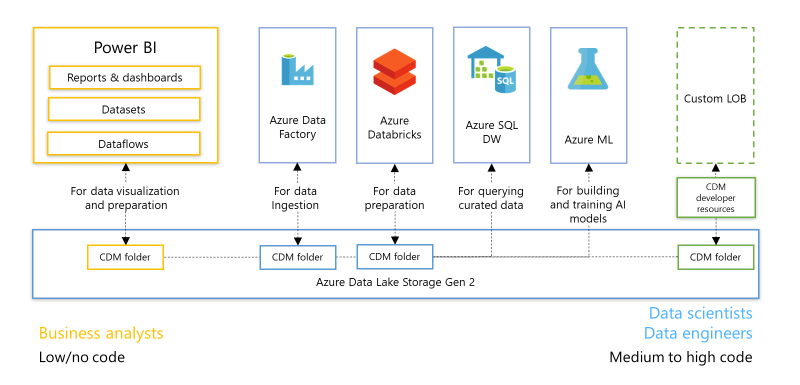 Power BI
Reports & dashboards
Datasets
Dataflows
Azure Data
Factory
Azure
Databricks
SQL
Azure SQL
DW
Azure ML
Custom LOB
For data visualization
and preparation
For data
Ingestion
For data
preparation
For querying
curated data
For building
and training AI
models
CDM
developer
resources
CDM folder
CDM folder
CDM folder
CDM folder
Azure Data Lake Storage Gen 2
Business analysts
Low/no code
Data scientists
Data engineers
Medium to high code